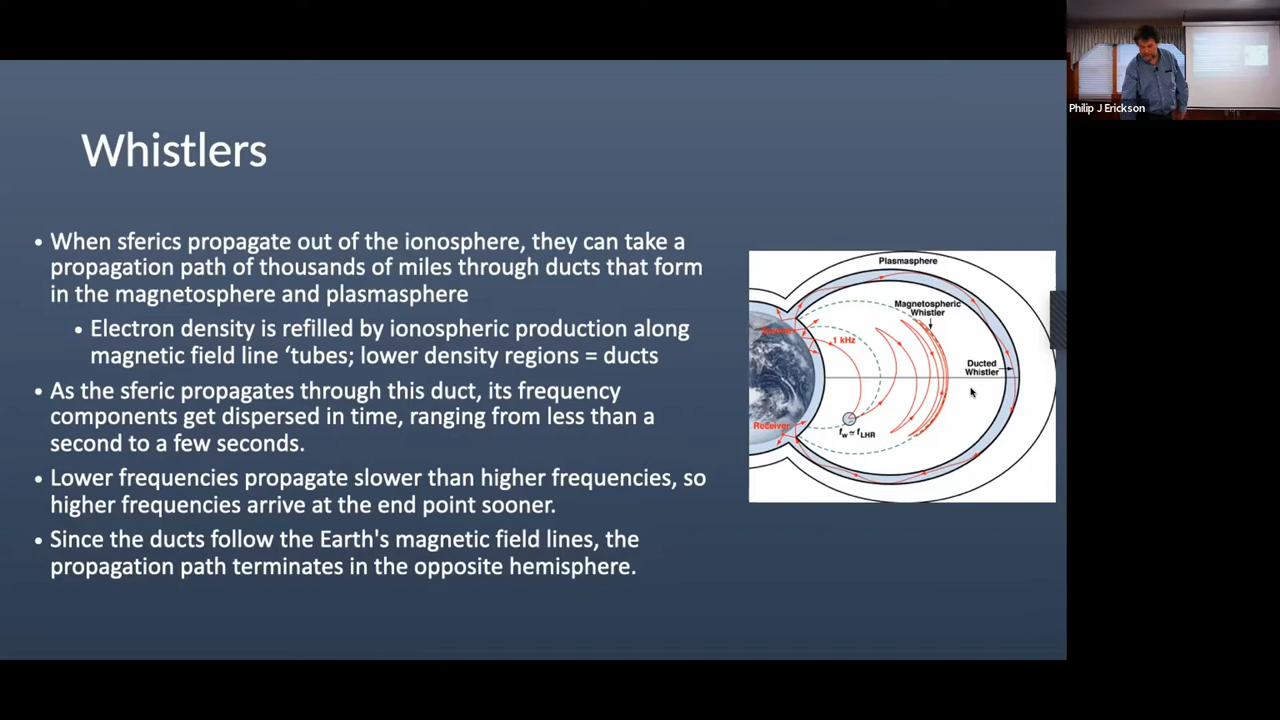 Philip J Erickson
Whistlers
• When sferics propagate out of the ionosphere, they can take a
propagation path of thousands of miles through ducts that form
in the magnetosphere and plasmasphere
• Electron density is refilled by ionospheric production along
magnetic field line ‘tubes; lower density regions = ducts
• As the sferic propagates through this duct, its frequency
components get dispersed in time, ranging from less than a
second to a few seconds.
• Lower frequencies propagate slower than higher frequencies, so
higher frequencies arrive at the end point sooner.
• Since the ducts follow the Earth's magnetic field lines, the
propagation path terminates in the opposite hemisphere.
Plasmasphere
Magnetospheric
Whistler
1 kHz
Ducted
Whistler
Receiver
fw ≃ fLHR